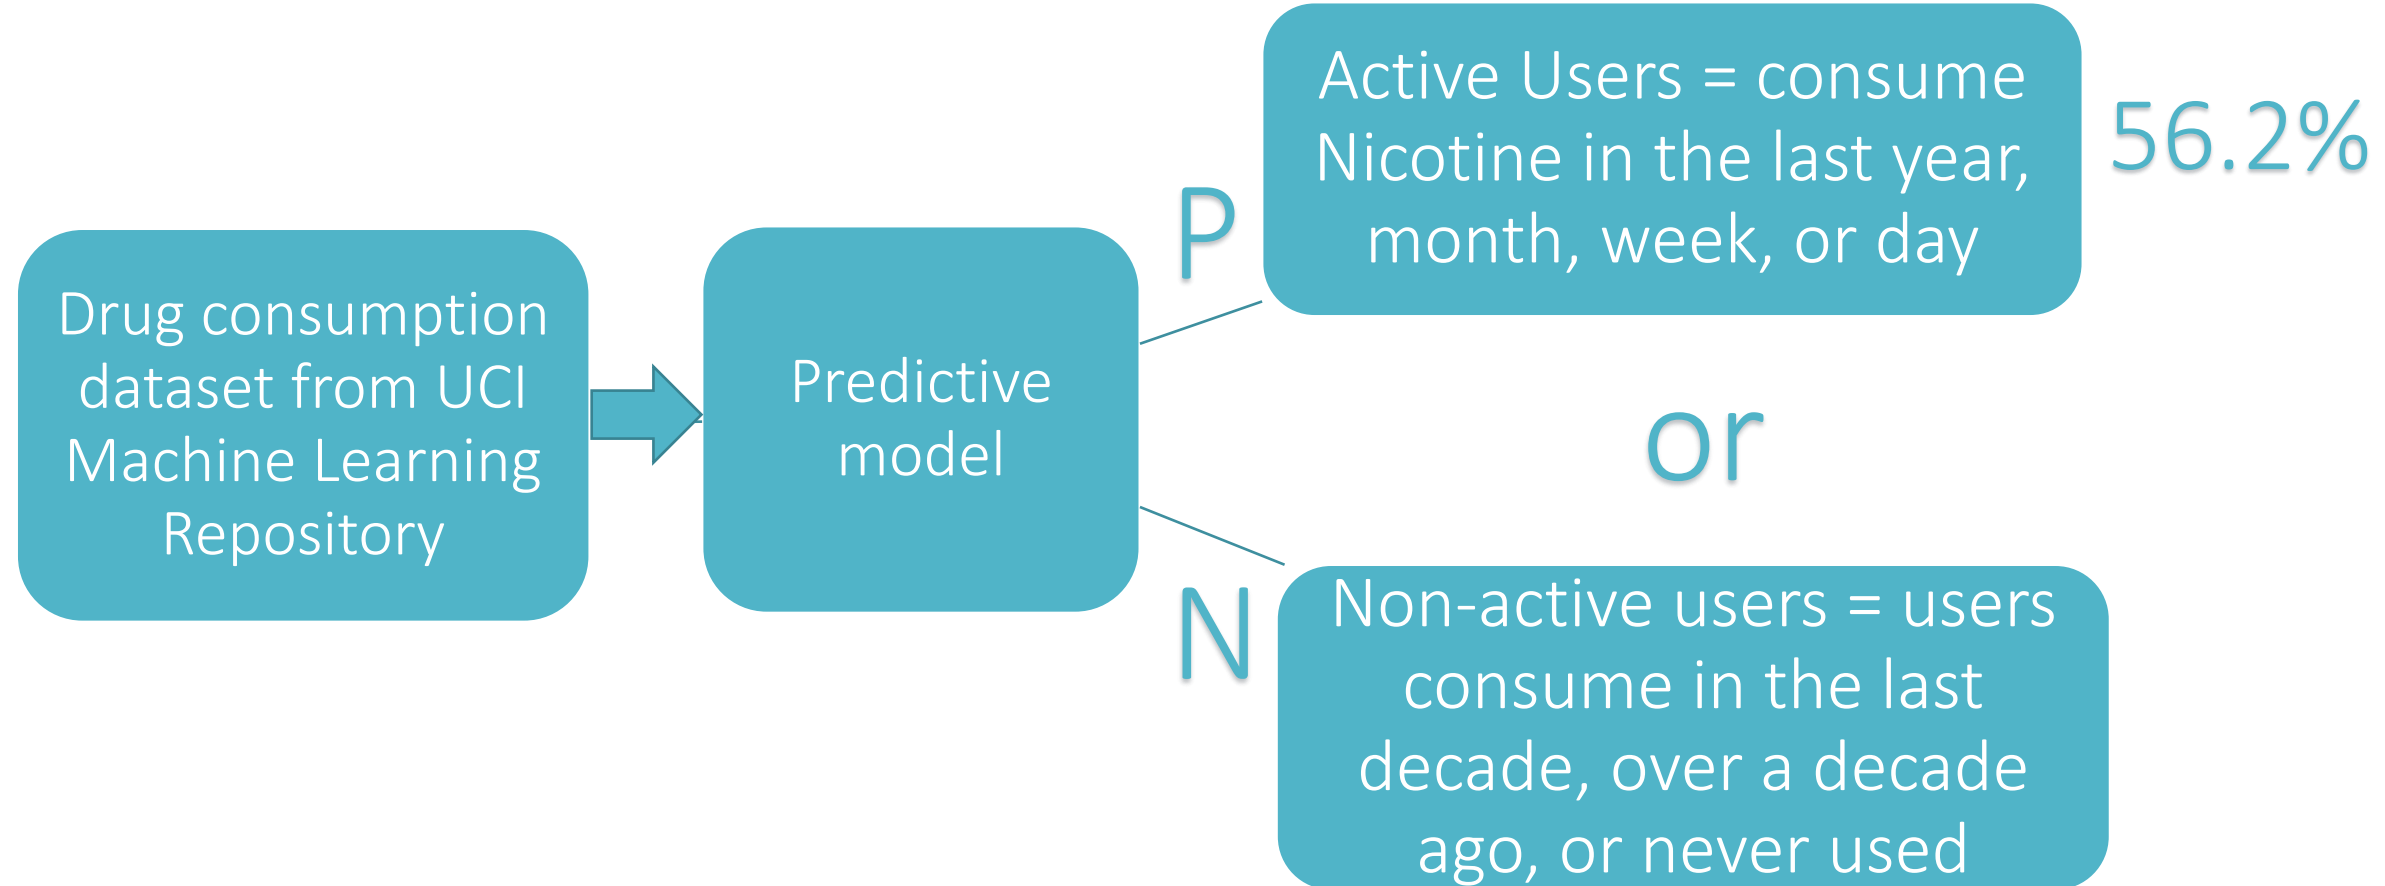 Drug consumption
dataset from UCI
Machine Learning
Repository
Predictive
model
P
Active Users = consume
Nicotine in the last year,
month, week, or day
56.2%
or
N
Non-active users = users
consume in the last
decade, over a decade
ago, or never used